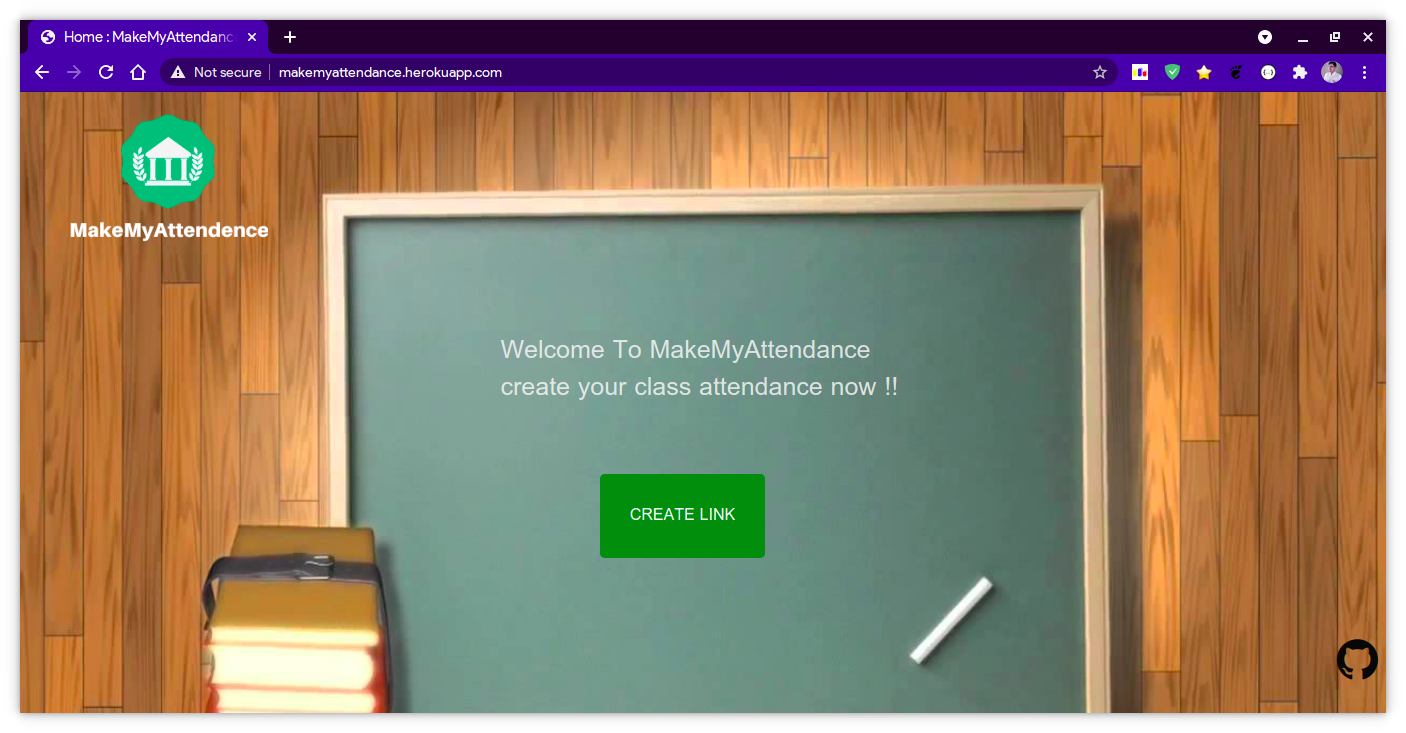 Home : MakeMyAttendanc
Not secure
makemyattendance.herokuapp.com
MakeMyAttendence
Welcome To MakeMyAttendance
create your class attendance now !!
CREATE LINK